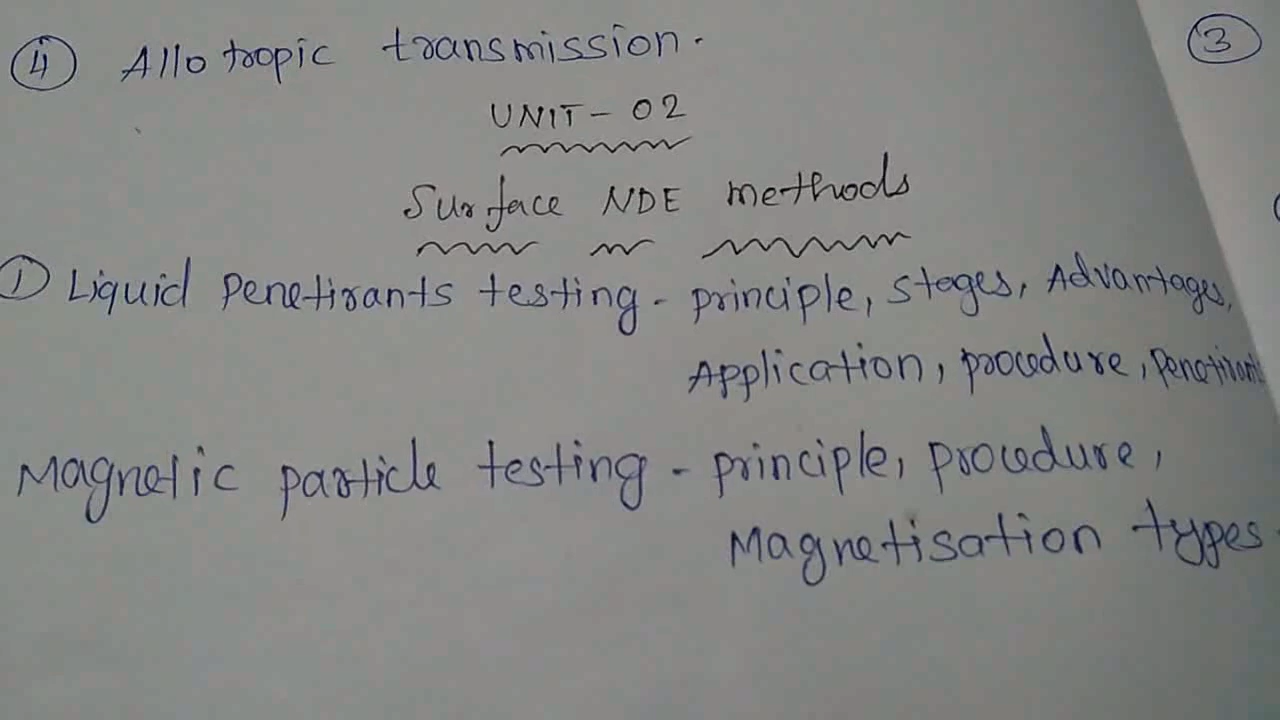 ④ Allotropic transmission.
③
UNIT - 02
Surface NDE methods
① Liquid Penetirants testing - principle, stages, Advantages,
Application, procedure, Penetirant
Magnetic particle testing - principle, procedure,
Magnetisation types.